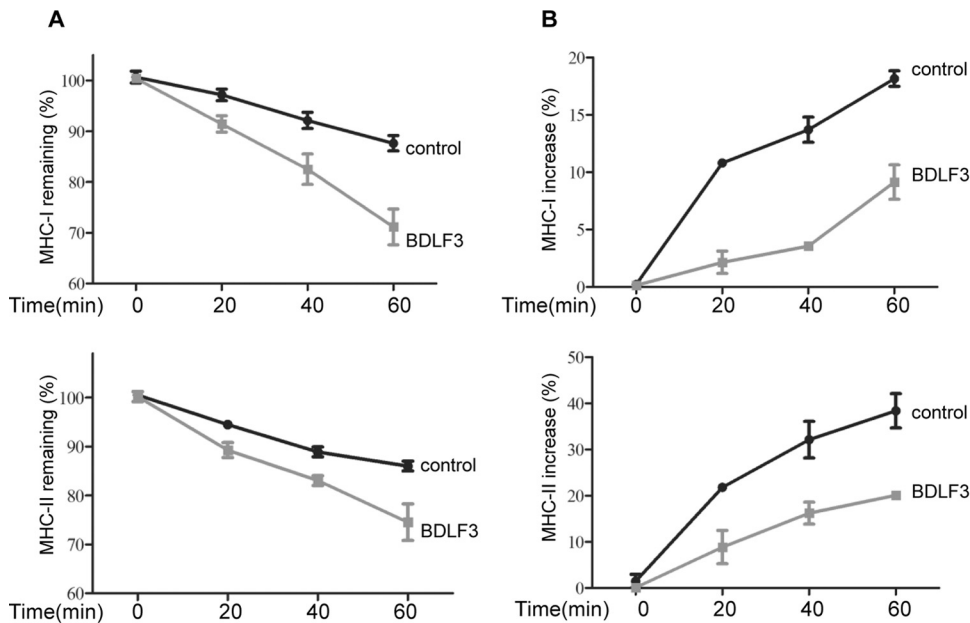 A
MHC-I remaining (%)
100
90
80
70
60
control
BDLF3
Time(min) 0 20 40 60
B
MHC-I increase (%)
20
15
10
5
0
control
BDLF3
Time(min) 0 20 40 60
MHC-II remaining (%)
100
90
80
70
60
control
BDLF3
Time(min) 0 20 40 60
MHC-II increase (%)
50
40
30
20
10
0
control
BDLF3
Time(min) 0 20 40 60